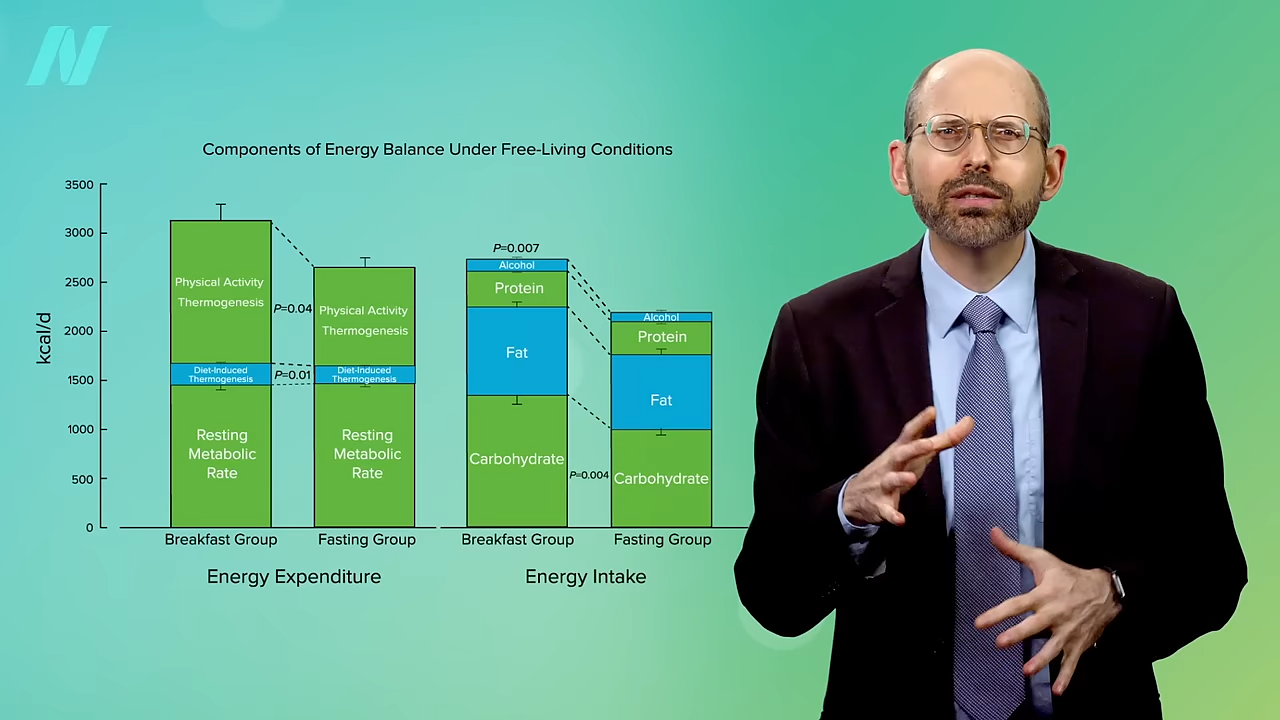 Components of Energy Balance Under Free-Living Conditions
kcal/d
3500
3000
2500
2000
1500
1000
500
0
Physical Activity
Thermogenesis
Diet-Induced
Thermogenesis
Resting
Metabolic
Rate
P=0.04
P=0.01
Physical Activity
Thermogenesis
Diet-Induced
Thermogenesis
Resting
Metabolic
Rate
P=0.007
Alcohol
Protein
Fat
Carbohydrate
P=0.004
Alcohol
Protein
Fat
Carbohydrate
Breakfast Group
Fasting Group
Breakfast Group
Fasting Group
Energy Expenditure
Energy Intake